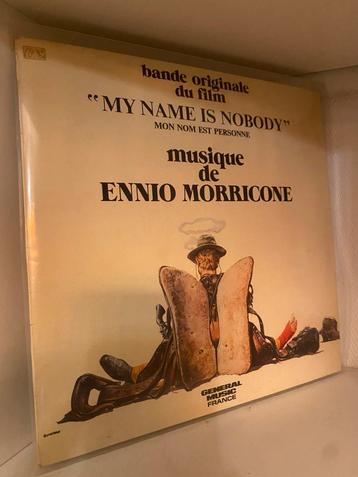 bande originale
du film
“MY NAME IS NOBODY”
MON NOM EST PERSONNE
musique
de
ENNIO MORRICONE
GENERAL
MUSIC
FRANCE